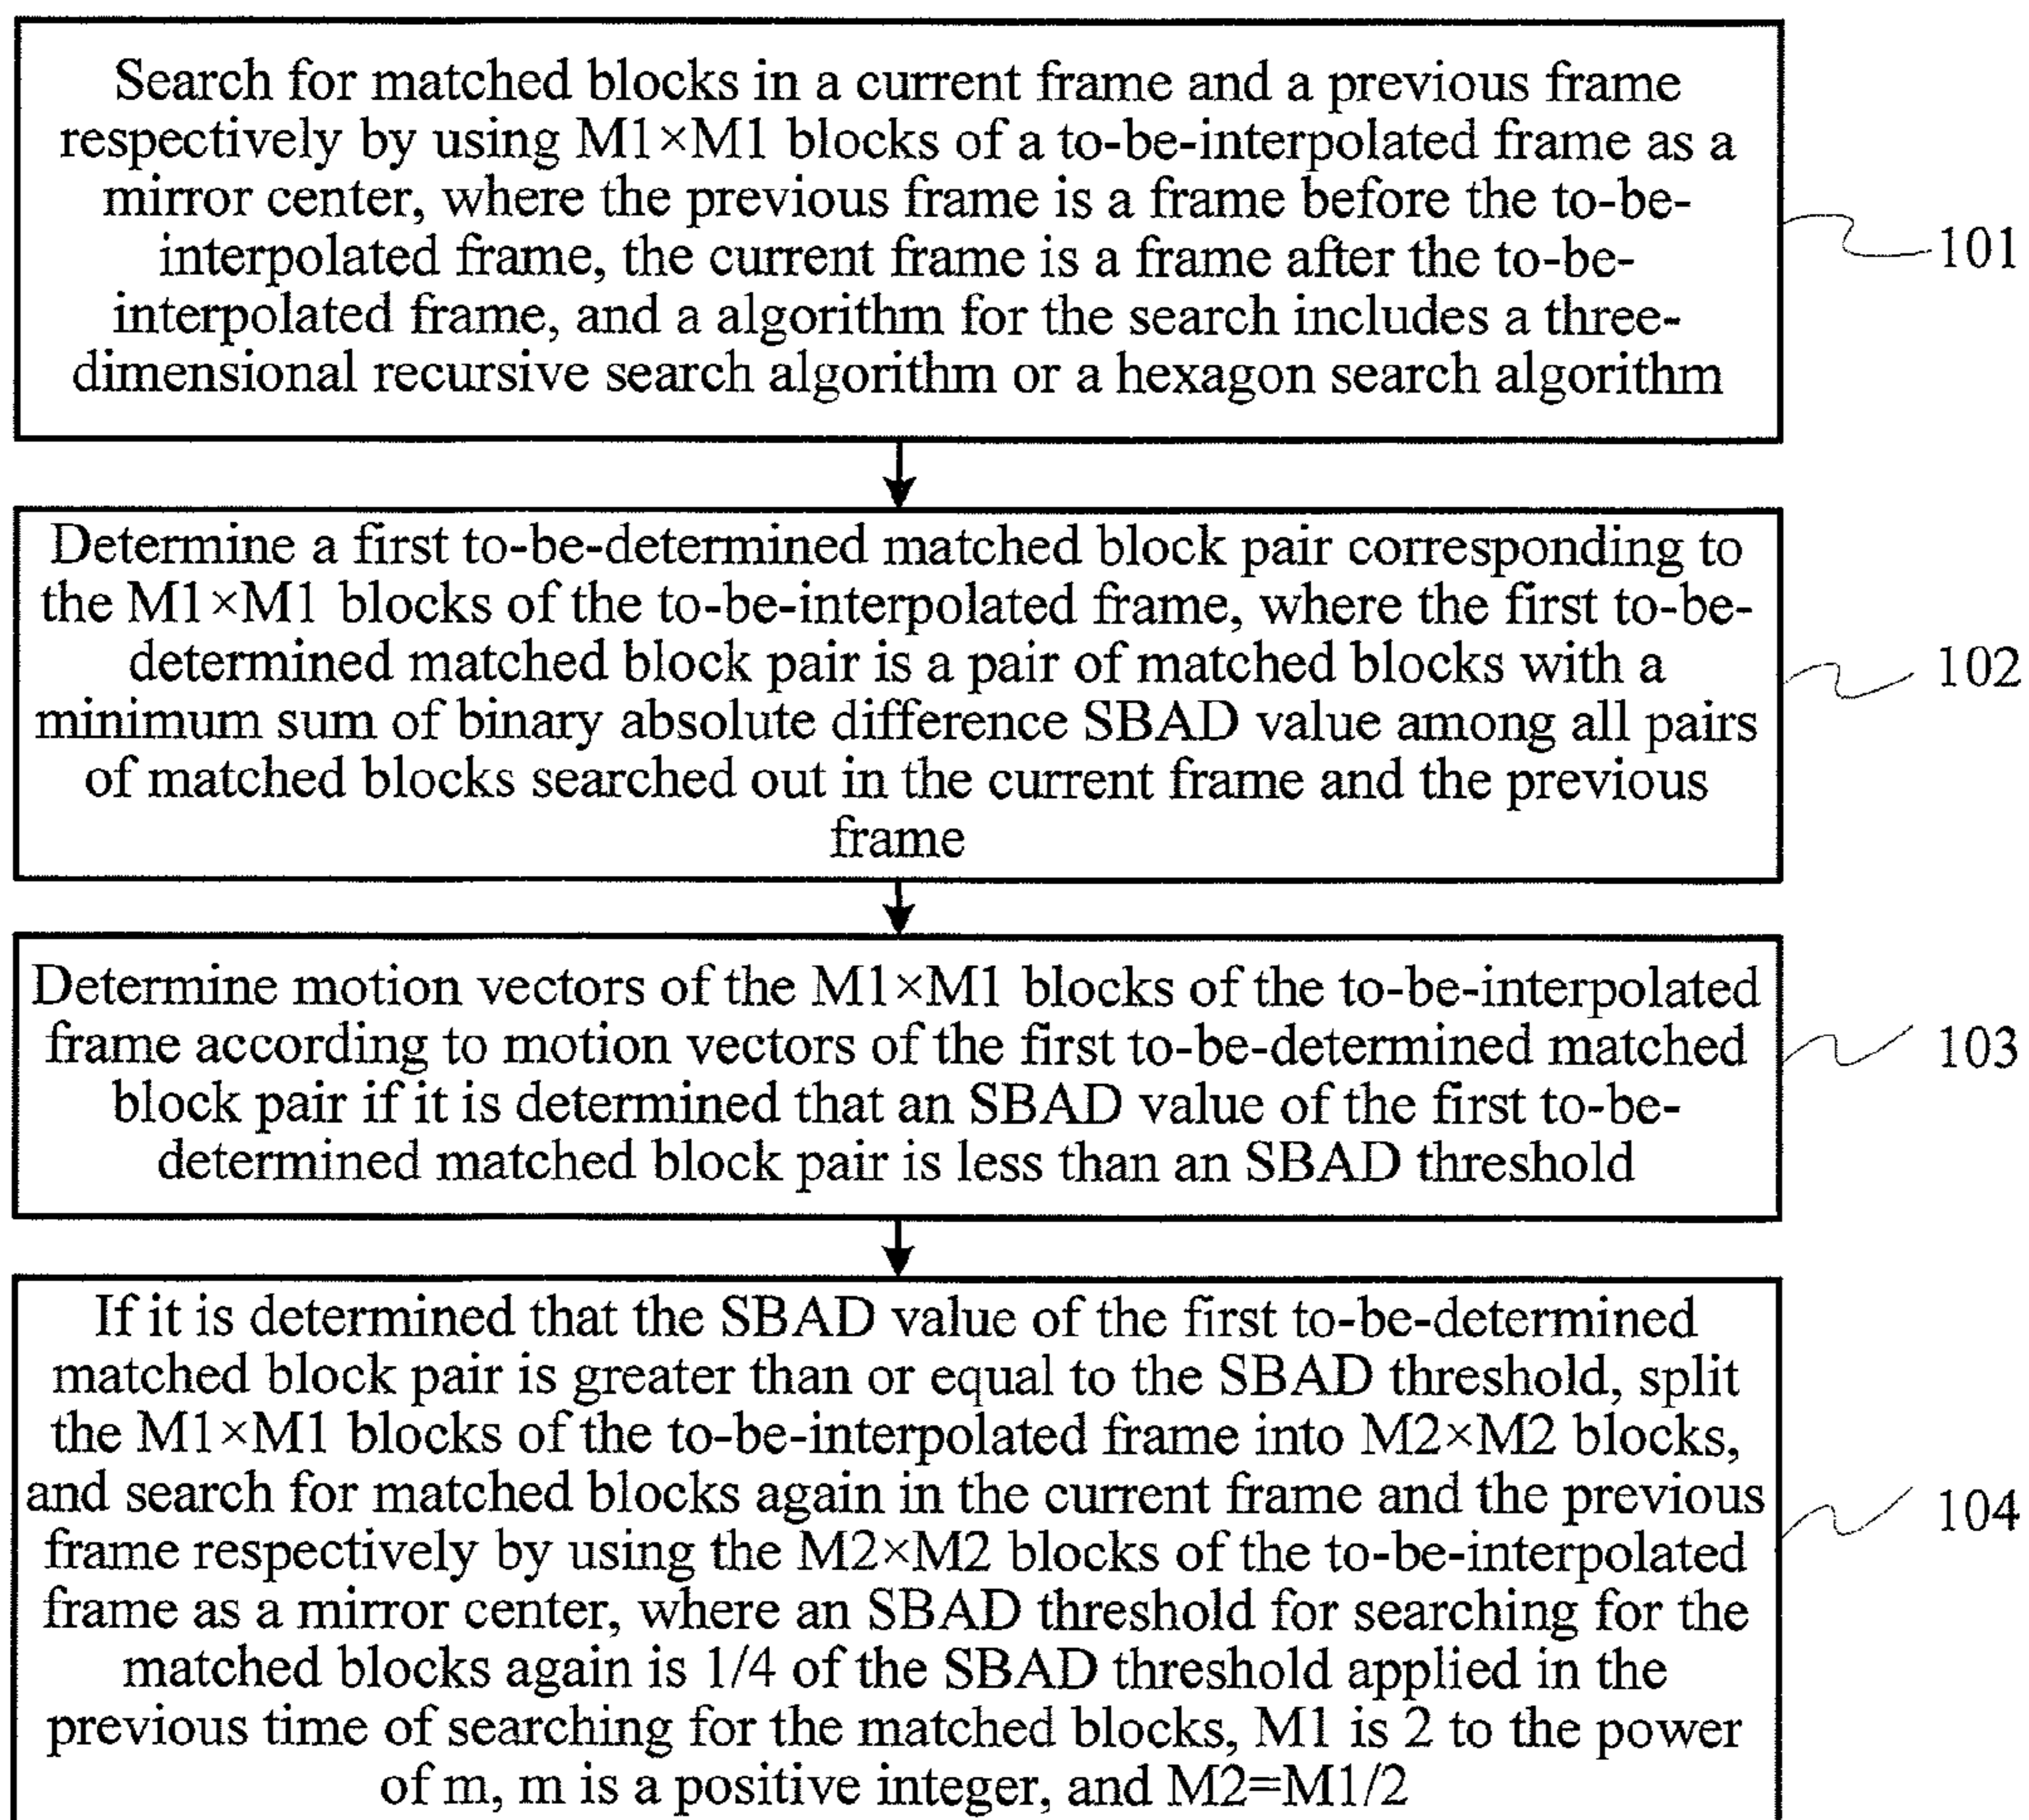 Search for matched blocks in a current frame and a previous frame
respectively by using M1×M1 blocks of a to-be-interpolated frame as a
mirror center, where the previous frame is a frame before the to-be-
interpolated frame, the current frame is a frame after the to-be-
interpolated frame, and a algorithm for the search includes a three-
dimensional recursive search algorithm or a hexagon search algorithm
101
Determine a first to-be-determined matched block pair corresponding to
the M1×M1 blocks of the to-be-interpolated frame, where the first to-be-
determined matched block pair is a pair of matched blocks with a
minimum sum of binary absolute difference SBAD value among all pairs
of matched blocks searched out in the current frame and the previous
frame
102
Determine motion vectors of the M1×M1 blocks of the to-be-interpolated
frame according to motion vectors of the first to-be-determined matched
block pair if it is determined that an SBAD value of the first to-be-
determined matched block pair is less than an SBAD threshold
103
If it is determined that the SBAD value of the first to-be-determined
matched block pair is greater than or equal to the SBAD threshold, split
the M1×M1 blocks of the to-be-interpolated frame into M2×M2 blocks,
and search for matched blocks again in the current frame and the previous
frame respectively by using the M2×M2 blocks of the to-be-interpolated
frame as a mirror center, where an SBAD threshold for searching for the
matched blocks again is 1/4 of the SBAD threshold applied in the
previous time of searching for the matched blocks, M1 is 2 to the power
of m, m is a positive integer, and M2=M1/2
104